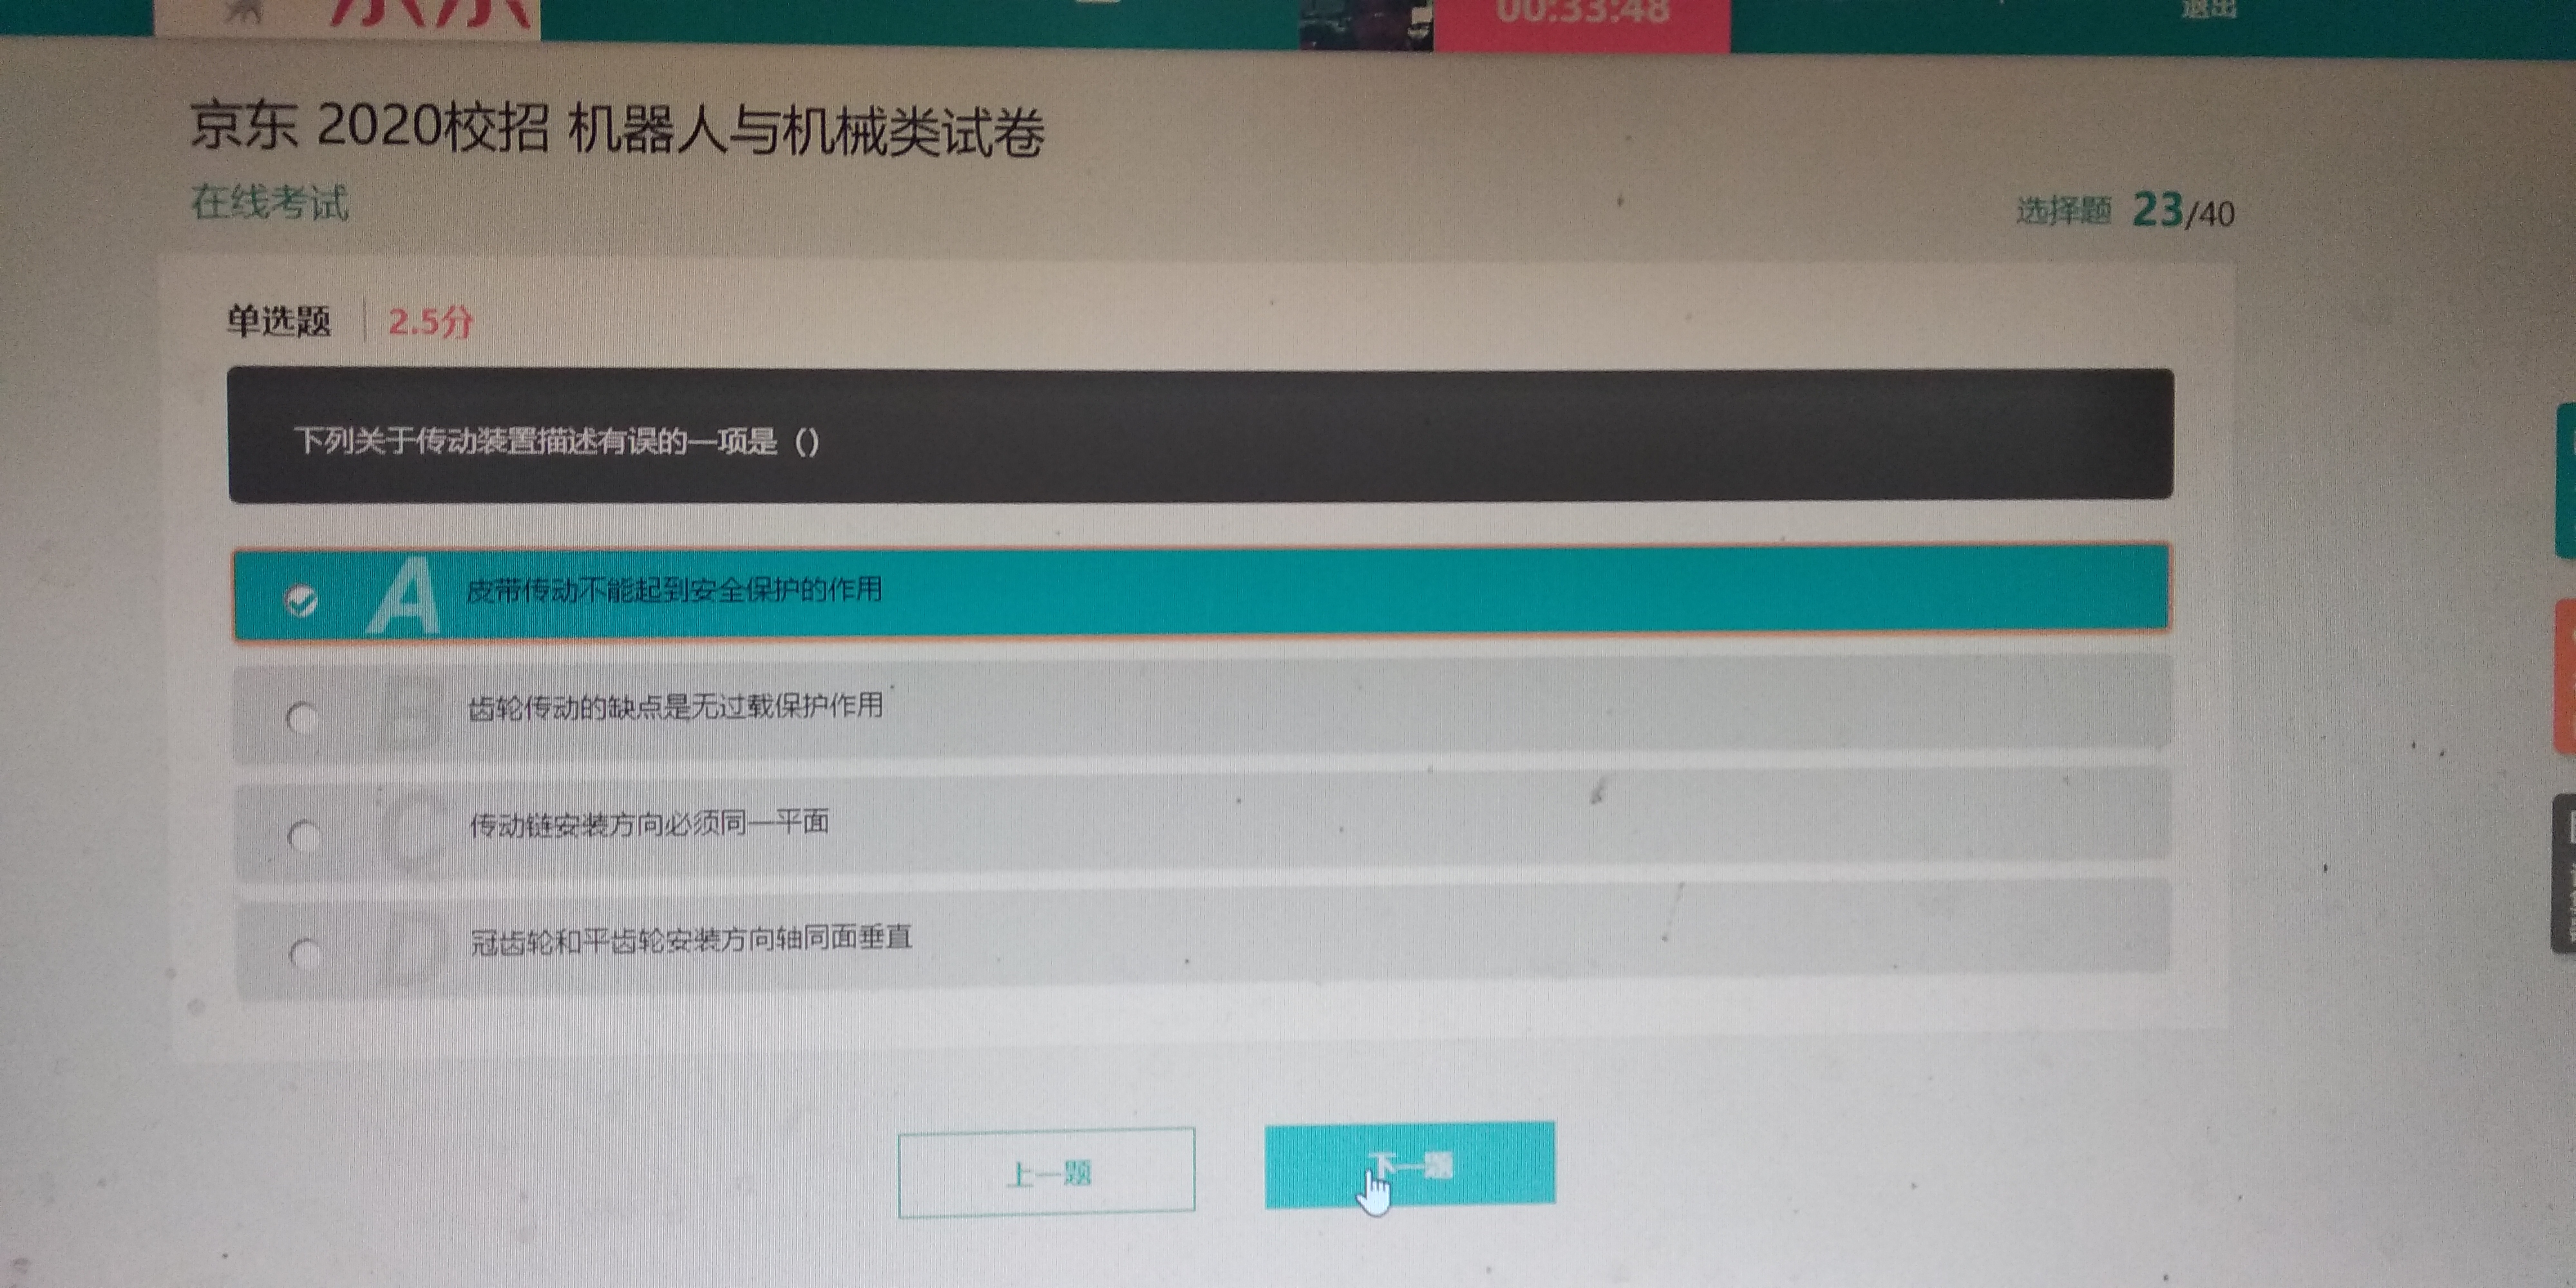 00:33:48
退出
京东 2020校招 机器人与机械类试卷
在线考试
选择题 23/40
单选题 2.5分
下列关于传动装置描述有误的一项是（）
A 皮带传动不能起到安全保护的作用
B 齿轮传动的缺点是无过载保护作用
C 传动链安装方向必须同一平面
D 冠齿轮和平齿轮安装方向轴同面垂直
上一题
下一题